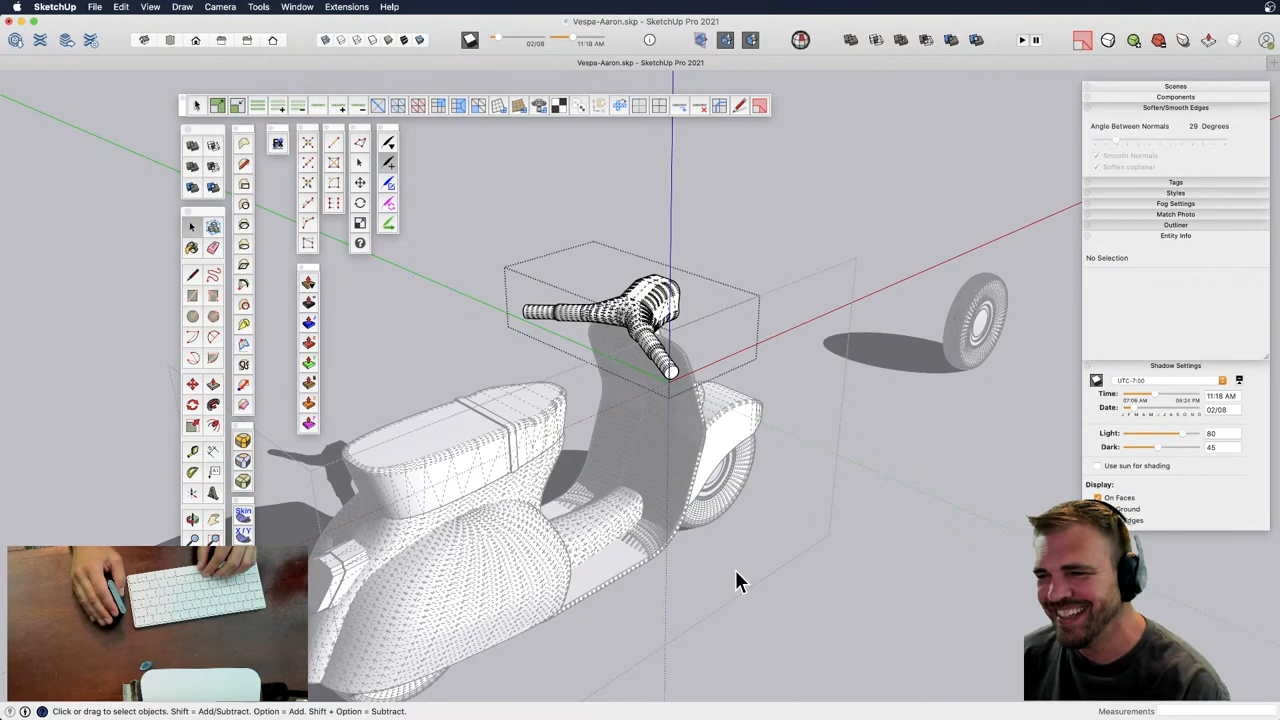 SketchUp File Edit View Draw Camera Tools Window Extensions Help
Vespa-Aaron.skp - SketchUp Pro 2021
02/08 11:18 AM
Vespa-Aaron.skp - SketchUp Pro 2021
Scenes
Components
Soften/Smooth Edges
Angle Between Normals 29 Degrees
Smooth Normals
Soften coplanar
Tags
Styles
Fog Settings
Match Photo
Outliner
Entity Info
No Selection
Shadow Settings
UTC-7:00
Time: 11:18 AM
07:06 AM 05:24 PM
Date: 02/08
J F M A M J J A S O N D
Light: 80
Dark: 45
Use sun for shading
Display:
On Faces
Ground
Edges
Skin
X/Y
Click or drag to select objects. Shift = Add/Subtract. Option = Add. Shift + Option = Subtract.
Measurements